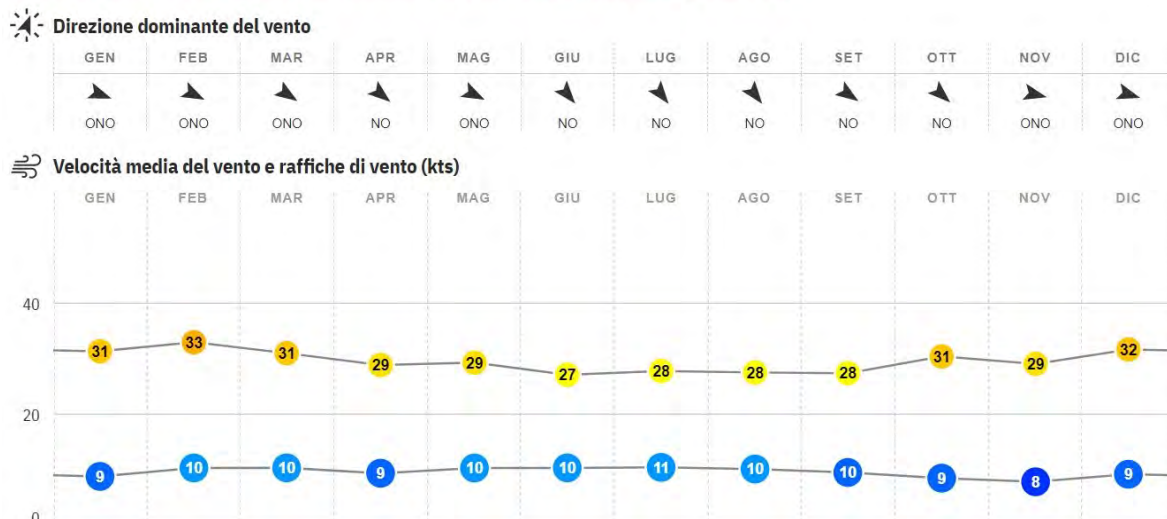 Direzione dominante del vento
GEN FEB MAR APR MAG GIU LUG AGO SET OTT NOV DIC
ONO ONO ONO NO ONO NO NO NO NO NO ONO ONO
Velocità media del vento e raffiche di vento (kts)
GEN FEB MAR APR MAG GIU LUG AGO SET OTT NOV DIC
40
31 33 31 29 29 27 28 28 28 31 29 32
20
9 10 10 9 10 10 11 10 10 9 8 9
0